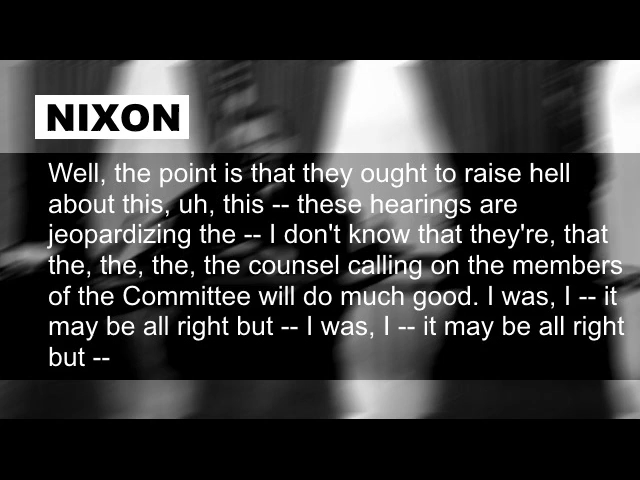 NIXON
Well, the point is that they ought to raise hell
about this, uh, this -- these hearings are
jeopardizing the -- I don't know that they're, that
the, the, the, the counsel calling on the members
of the Committee will do much good. I was, I -- it
may be all right but -- I was, I -- it may be all right
but --